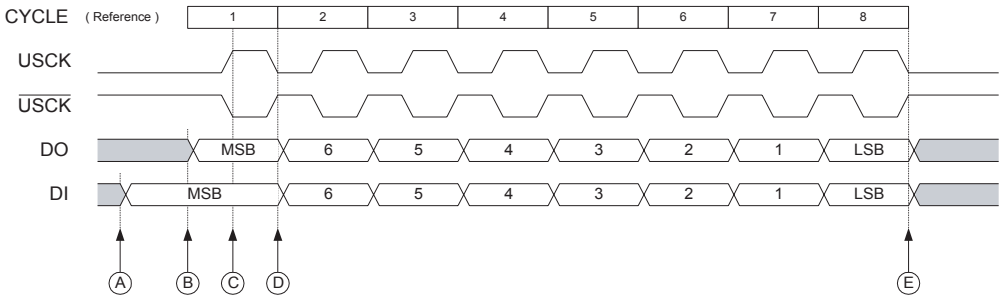 CYCLE ( Reference ) 1 2 3 4 5 6 7 8
USCK
USCK
DO MSB 6 5 4 3 2 1 LSB
DI MSB 6 5 4 3 2 1 LSB
A B C D E